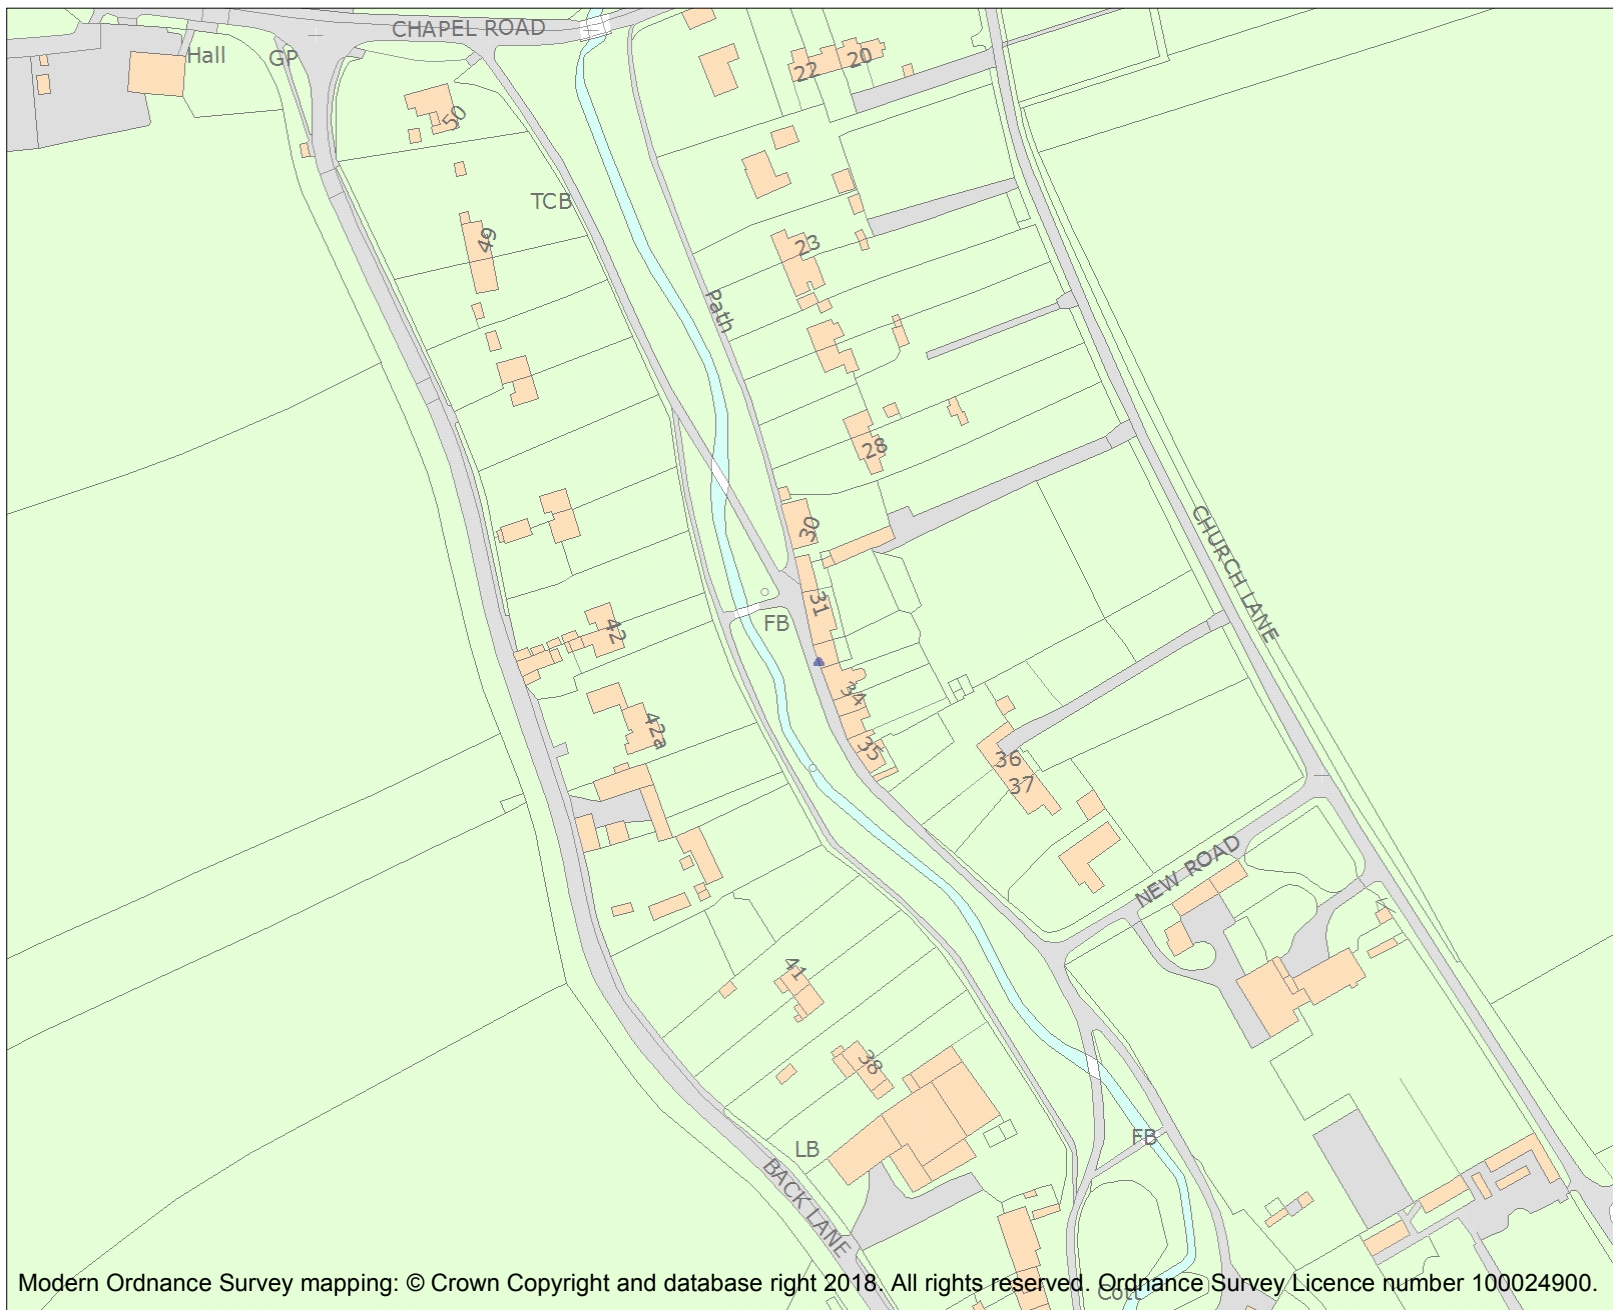 CHAPEL ROAD
Hall
GP
22
20
50
TCB
49
23
Path
28
30
CHURCH LANE
31
FB
42
34
42a
35
36
37
NEW ROAD
41
38
FB
LB
BACK LANE
Modern Ordnance Survey mapping: © Crown Copyright and database right 2018. All rights reserved. Ordnance Survey Licence number 100024900.